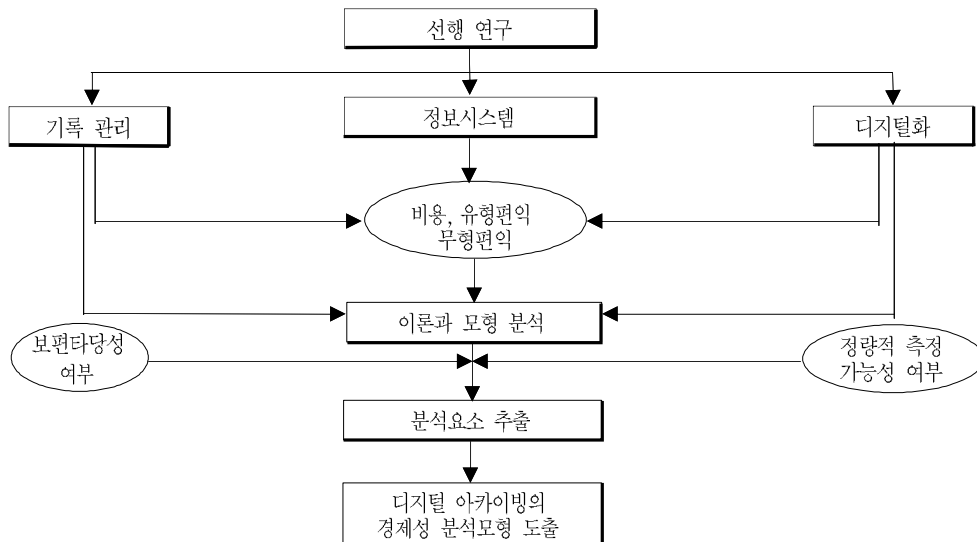 선행 연구
기록 관리
정보시스템
디지털화
비용, 유형편익
무형편익
이론과 모형 분석
보편타당성
여부
정량적 측정
가능성 여부
분석요소 추출
디지털 아카이빙의
경제성 분석모형 도출